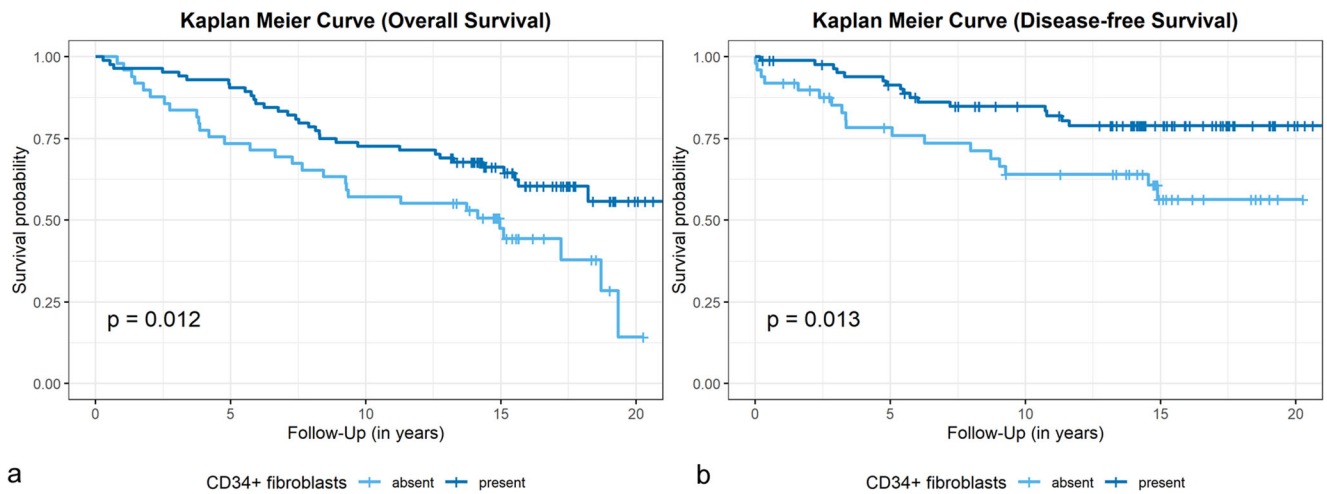 Kaplan Meier Curve (Overall Survival)
1.00
0.75
0.50
0.25
0.00
Survival probability
p = 0.012
0 5 10 15 20
Follow-Up (in years)
a
CD34+ fibroblasts absent present
Kaplan Meier Curve (Disease-free Survival)
1.00
0.75
0.50
0.25
0.00
Survival probability
p = 0.013
0 5 10 15 20
Follow-Up (in years)
b
CD34+ fibroblasts absent present